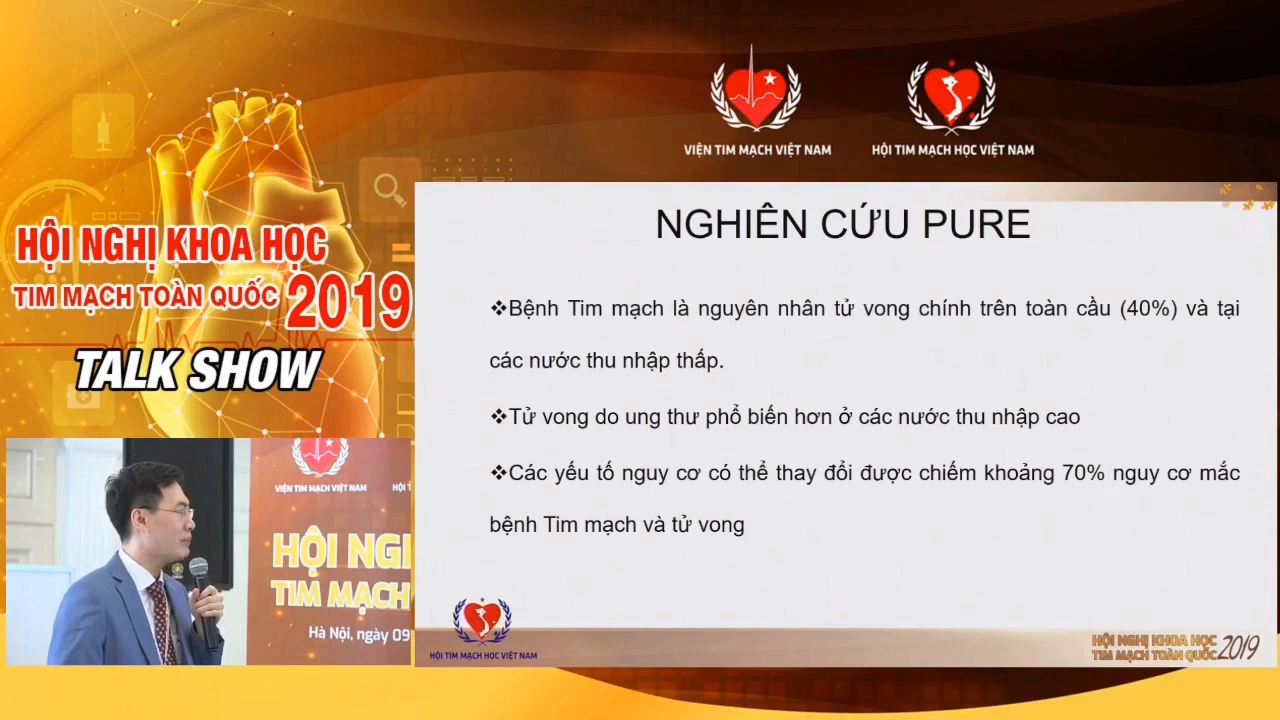 VIỆN TIM MẠCH VIỆT NAM
HỘI TIM MẠCH HỌC VIỆT NAM
HỘI NGHỊ KHOA HỌC
TIM MẠCH TOÀN QUỐC 2019
TALK SHOW
NGHIÊN CỨU PURE
❖Bệnh Tim mạch là nguyên nhân tử vong chính trên toàn cầu (40%) và tại
các nước thu nhập thấp.
❖Tử vong do ung thư phổ biến hơn ở các nước thu nhập cao
❖Các yếu tố nguy cơ có thể thay đổi được chiếm khoảng 70% nguy cơ mắc
bệnh Tim mạch và tử vong
VIỆN TIM MẠCH VIỆT NAM
HỘI T
HỘI NGH
TIM MẠCH
Hà Nội, ngày 09
HỘI TIM MẠCH HỌC VIỆT NAM
HỘI NGHỊ KHOA HỌC
TIM MẠCH TOÀN QUỐC 2019